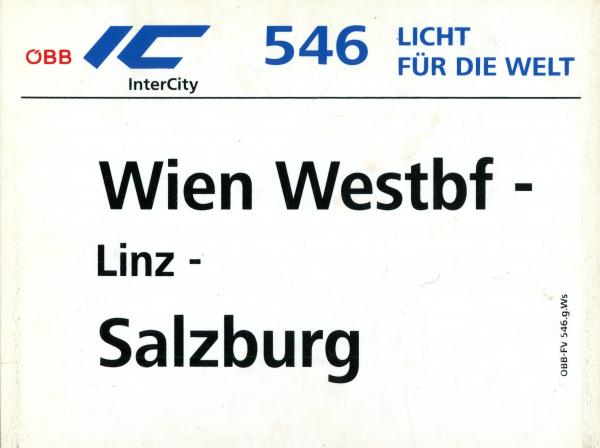 ÖBB
IC
InterCity
546
LICHT
FÜR DIE WELT
Wien Westbf -
Linz -
Salzburg
ÖBB-FV 546.g.Ws